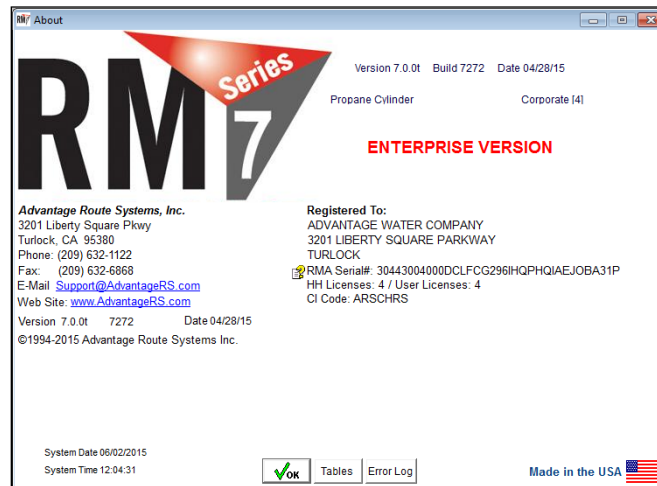 RM7 About
RM
Series
7
Version 7.0.0t Build 7272 Date 04/28/15
Propane Cylinder Corporate [4]
ENTERPRISE VERSION
Advantage Route Systems, Inc.
3201 Liberty Square Pkwy
Turlock, CA 95380
Phone: (209) 632-1122
Fax: (209) 632-6868
E-Mail Support@AdvantageRS.com
Web Site: www.AdvantageRS.com
Version 7.0.0t 7272 Date 04/28/15
©1994-2015 Advantage Route Systems Inc.
Registered To:
ADVANTAGE WATER COMPANY
3201 LIBERTY SQUARE PARKWAY
TURLOCK
RMA Serial#: 30443004000DCLFCG296IHQPHQIAEJOBA31P
HH Licenses: 4 / User Licenses: 4
CI Code: ARSCHRS
System Date 06/02/2015
System Time 12:04:31
OK Tables Error Log
Made in the USA